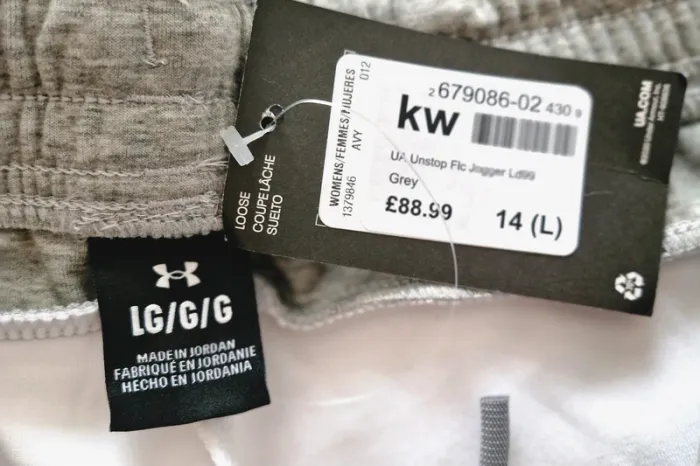 2 679086-02 430 9
kw
UA Unstop Flc Jogger Ld99
Grey
£88.99 14 (L)
WOMENS/FEMMES/MUJERES
012
1379846
AVY
LOOSE
COUPE LÂCHE
SUELTO
UA.COM
LG/G/G
MADE IN JORDAN
FABRIQUÉ EN JORDANIE
HECHO EN JORDANIA